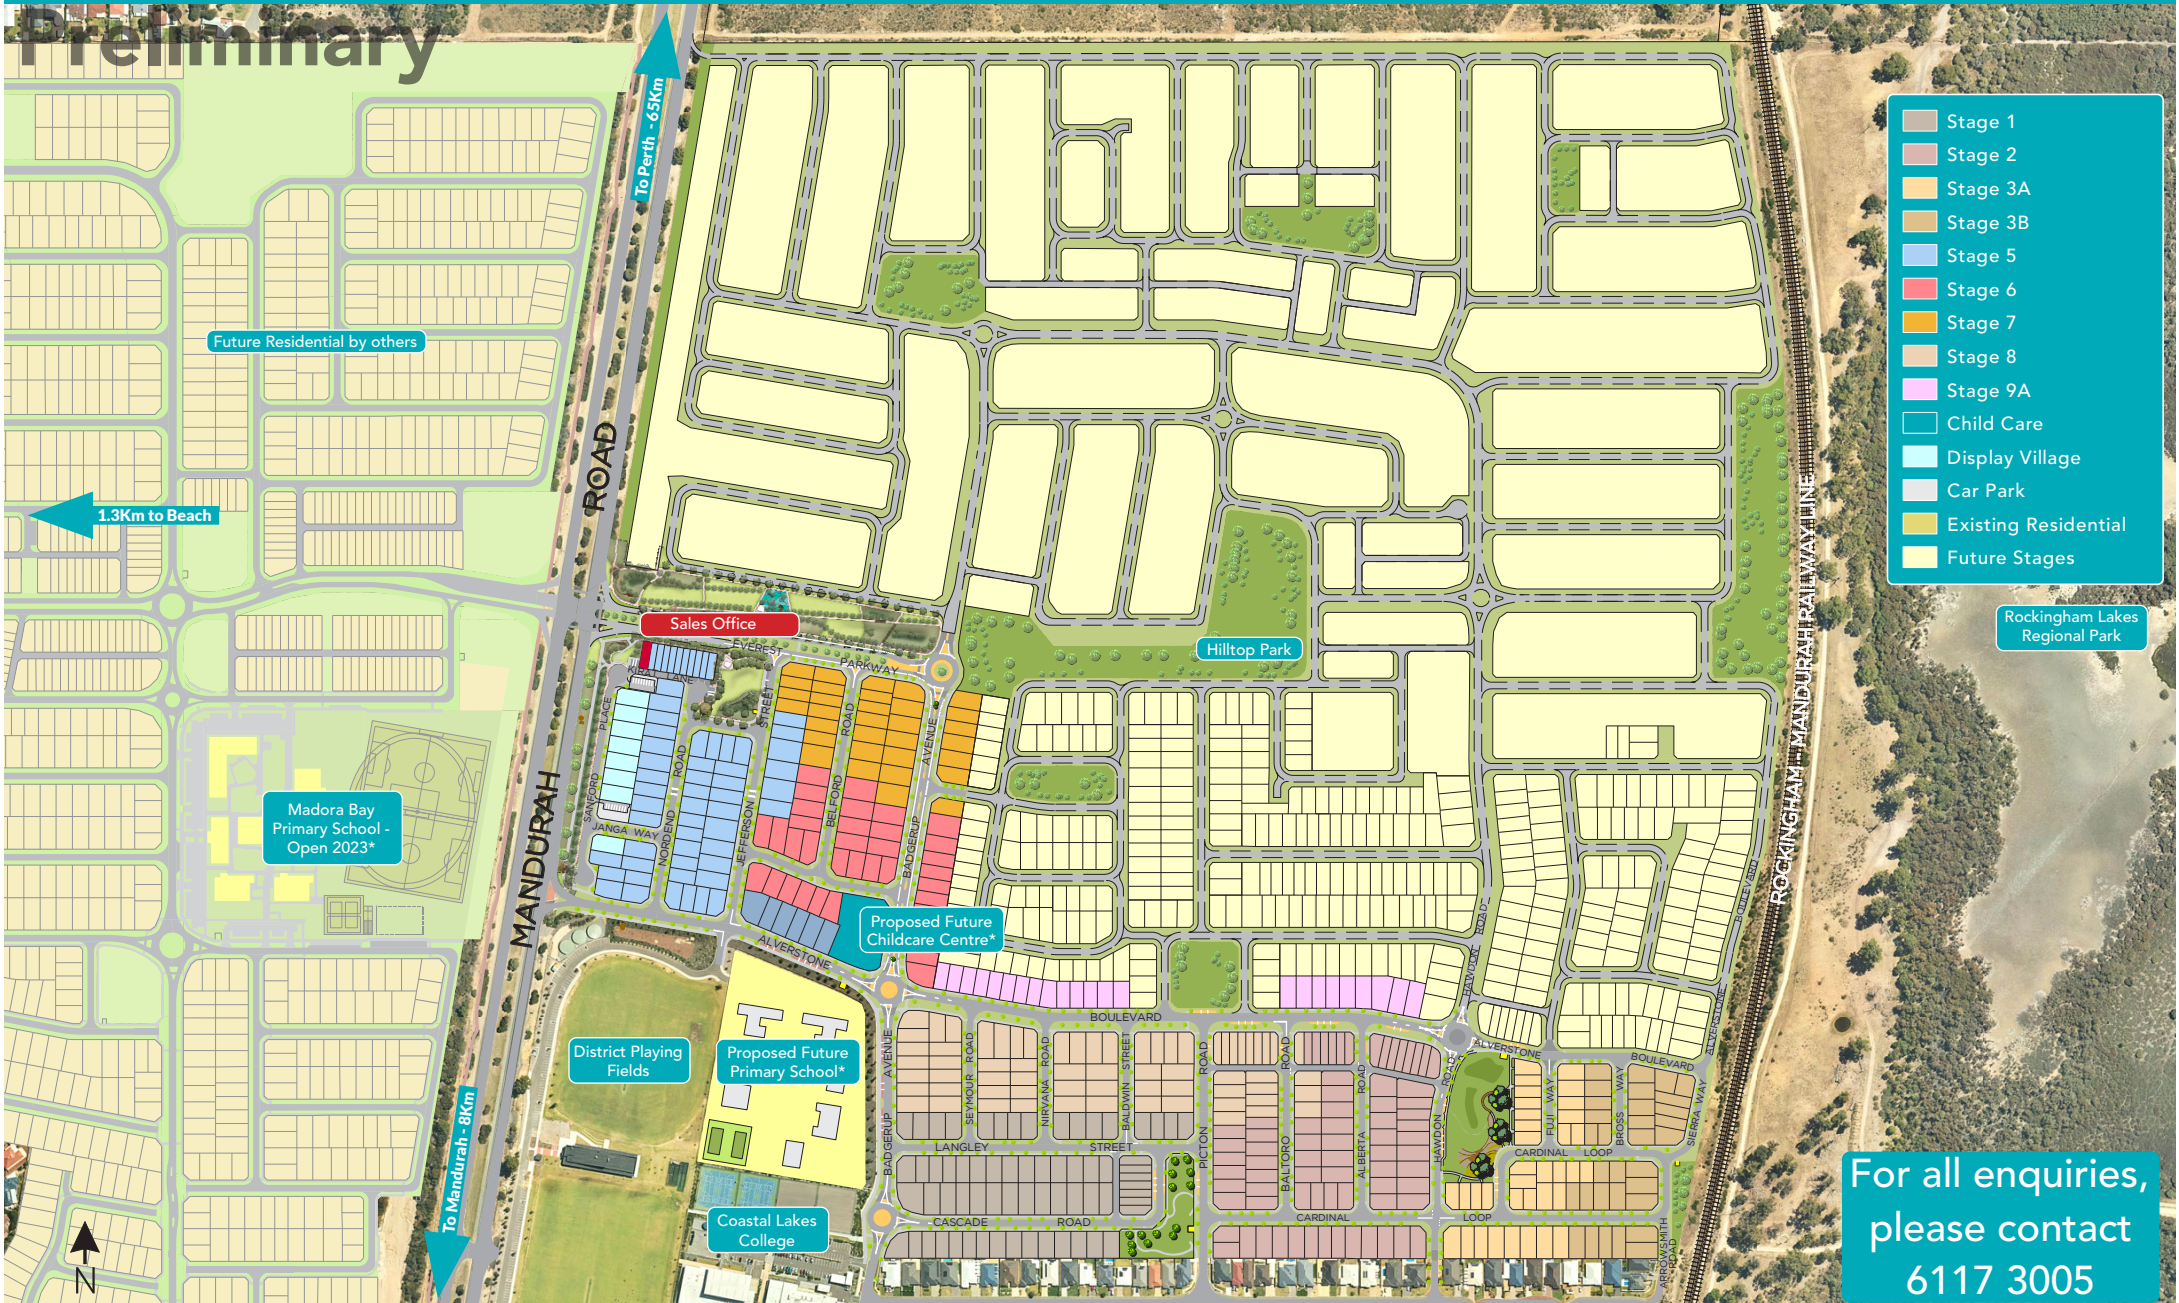 Preliminary
To Perth - 65Km
Stage 1
Stage 2
Stage 3A
Stage 3B
Stage 5
Stage 6
Stage 7
Stage 8
Stage 9A
Child Care
Display Village
Car Park
Existing Residential
Future Stages
Future Residential by others
ROAD
1.3Km to Beach
ROCKINGHAM - MANDURAH RAILWAY LINE
Rockingham Lakes
Regional Park
Sales Office
Hilltop Park
EVEREST
PARKWAY
LANE
PLACE
STREET
ROAD
AVENUE
ROAD
SANFORD
JANGA WAY
NORDEND
JEFFERSON
BELFORD
BADGERUP
MANDURAH
Madora Bay
Primary School -
Open 2023*
Proposed Future
Childcare Centre*
ALVERSTONE
BOULEVARD
HAWDON
ROAD
BOULEVARD
ALVERSTONE
District Playing
Fields
Proposed Future
Primary School*
AVENUE
BADGERUP
SEYMOUR ROAD
NIRVANA ROAD
BALDWIN STREET
PICTON
ROAD
BALTORO
ROAD
ALBERTA
ROAD
HAWDON
ROAD
ALVERSTONE
BOULEVARD
FUJI WAY
BROSS WAY
SIERRA WAY
LANGLEY
STREET
CARDINAL LOOP
CASCADE
ROAD
CARDINAL
LOOP
ARROWSMITH
ROAD
Coastal Lakes
College
To Mandurah - 8Km
N
For all enquiries,
please contact
6117 3005